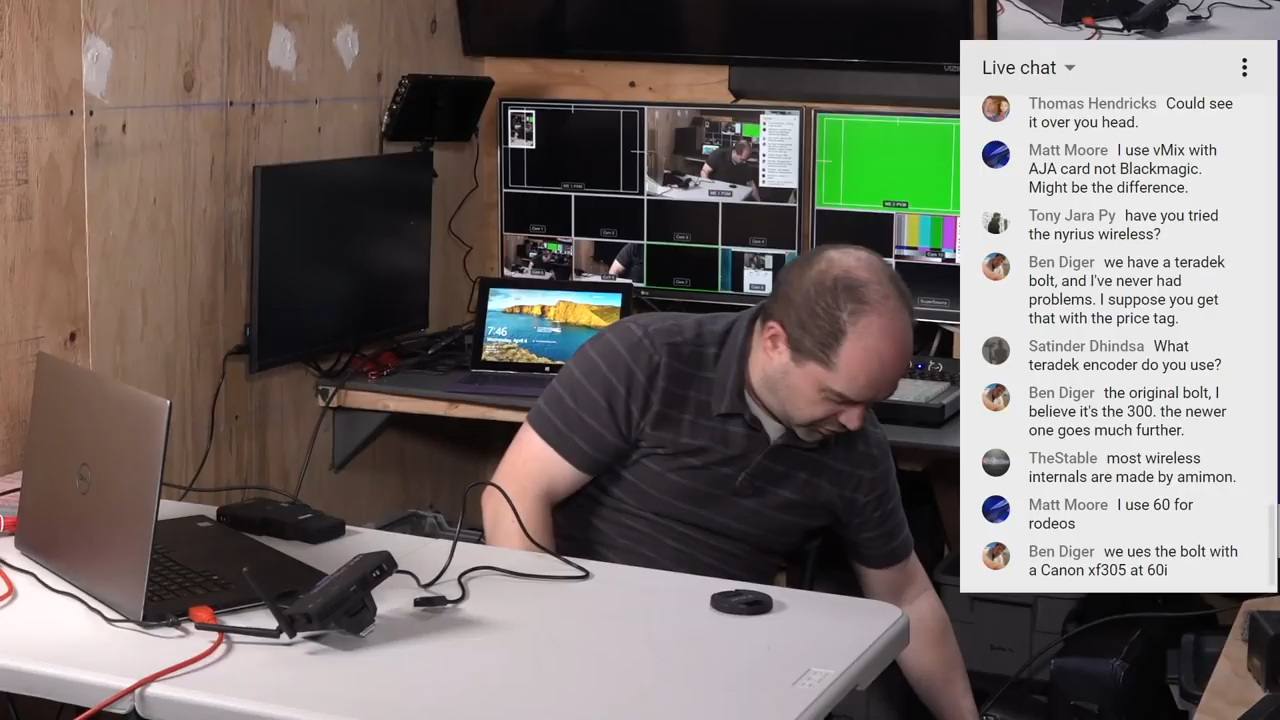 Live chat
Thomas Hendricks Could see
it over you head.
Matt Moore I use vMix with
AJA card not Blackmagic.
Might be the difference.
Tony Jara Py have you tried
the nyrius wireless?
Ben Diger we have a teradek
bolt, and I've never had
problems. I suppose you get
that with the price tag.
Satinder Dhindsa What
teradek encoder do you use?
Ben Diger the original bolt, I
believe it's the 300. the newer
one goes much further.
TheStable most wireless
internals are made by amimon.
Matt Moore I use 60 for
rodeos
Ben Diger we ues the bolt with
a Canon xf305 at 60i
7:46
DELL